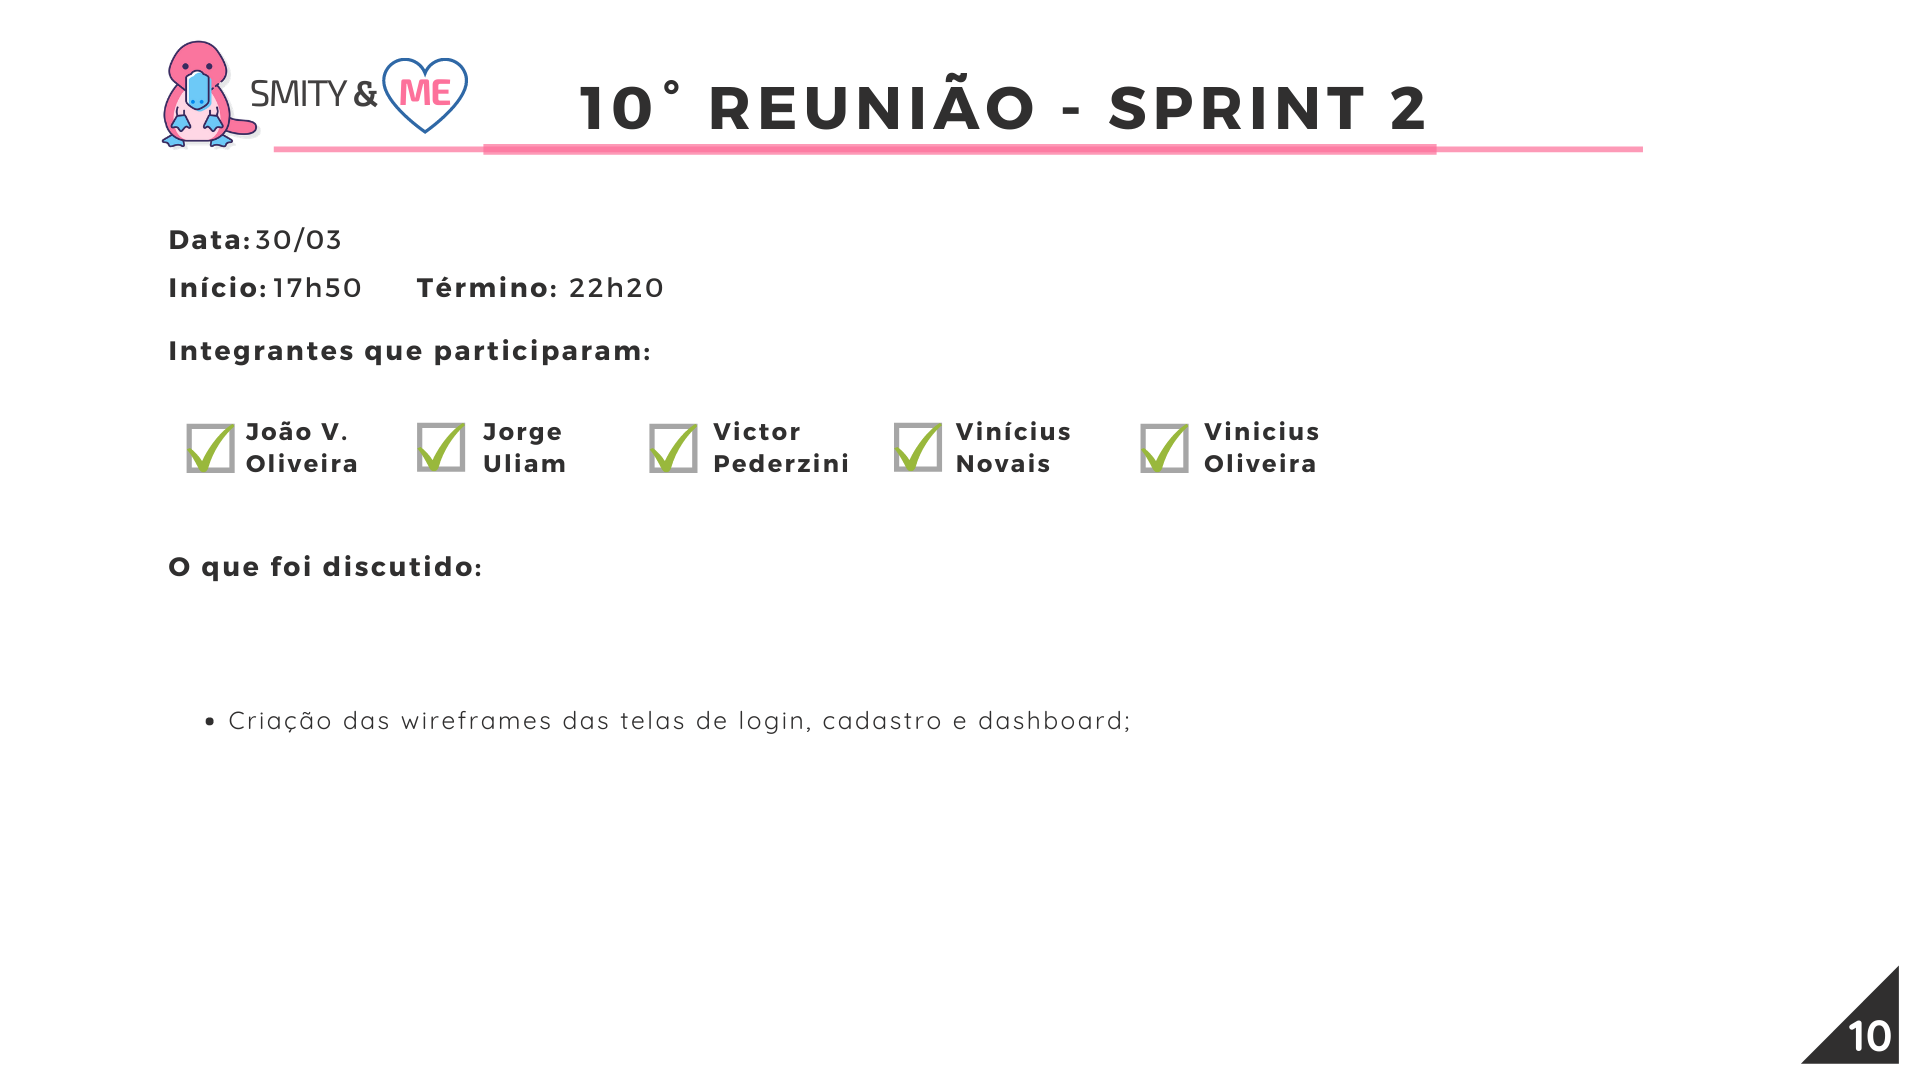 SMITY & ME
10° REUNIÃO - SPRINT 2
Data: 30/03
Início: 17h50 Término: 22h20
Integrantes que participaram:
João V. Oliveira
Jorge Uliam
Victor Pederzini
Vinícius Novais
Vinicius Oliveira
O que foi discutido:
• Criação das wireframes das telas de login, cadastro e dashboard;
10